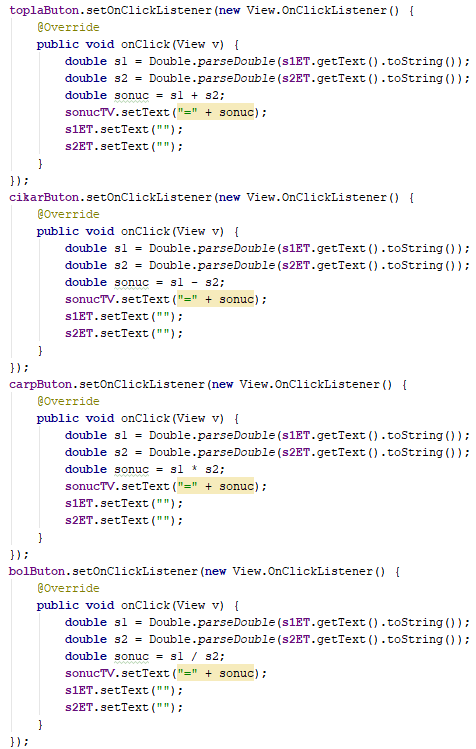 toplaButon.setOnClickListener(new View.OnClickListener() {
    @Override
    public void onClick(View v) {
        double s1 = Double.parseDouble(s1ET.getText().toString());
        double s2 = Double.parseDouble(s2ET.getText().toString());
        double sonuc = s1 + s2;
        sonucTV.setText("=" + sonuc);
        s1ET.setText("");
        s2ET.setText("");
    }
});
cikarButon.setOnClickListener(new View.OnClickListener() {
    @Override
    public void onClick(View v) {
        double s1 = Double.parseDouble(s1ET.getText().toString());
        double s2 = Double.parseDouble(s2ET.getText().toString());
        double sonuc = s1 - s2;
        sonucTV.setText("=" + sonuc);
        s1ET.setText("");
        s2ET.setText("");
    }
});
carpButon.setOnClickListener(new View.OnClickListener() {
    @Override
    public void onClick(View v) {
        double s1 = Double.parseDouble(s1ET.getText().toString());
        double s2 = Double.parseDouble(s2ET.getText().toString());
        double sonuc = s1 * s2;
        sonucTV.setText("=" + sonuc);
        s1ET.setText("");
        s2ET.setText("");
    }
});
bolButon.setOnClickListener(new View.OnClickListener() {
    @Override
    public void onClick(View v) {
        double s1 = Double.parseDouble(s1ET.getText().toString());
        double s2 = Double.parseDouble(s2ET.getText().toString());
        double sonuc = s1 / s2;
        sonucTV.setText("=" + sonuc);
        s1ET.setText("");
        s2ET.setText("");
    }
});